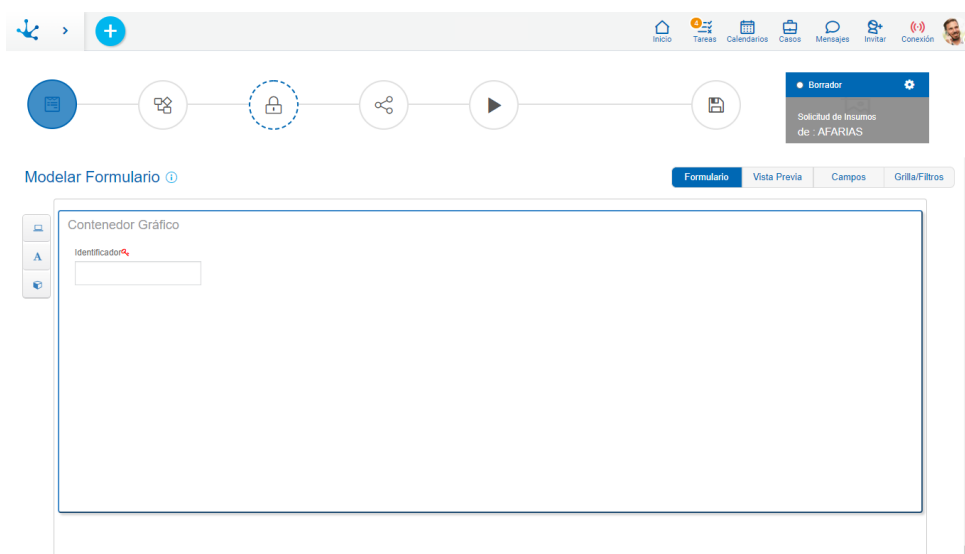 4
Inicio
Tareas
Calendarios
Casos
Mensajes
Invitar
Conexión
Borrador
Solicitud de Insumos
de : AFARIAS
Modelar Formulario
Formulario
Vista Previa
Campos
Grilla/Filtros
Contenedor Gráfico
A
Identificador